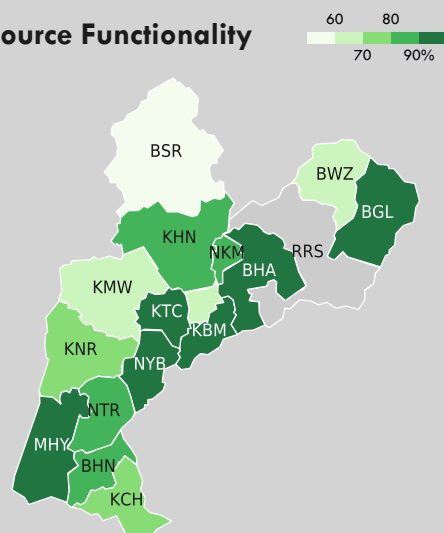 ource Functionality
60 80
70 90%
BSR
BWZ
BGL
KHN
NKM
RRS
BHA
KMW
KTC
KBM
KNR
NYB
NTR
MHY
BHN
KCH